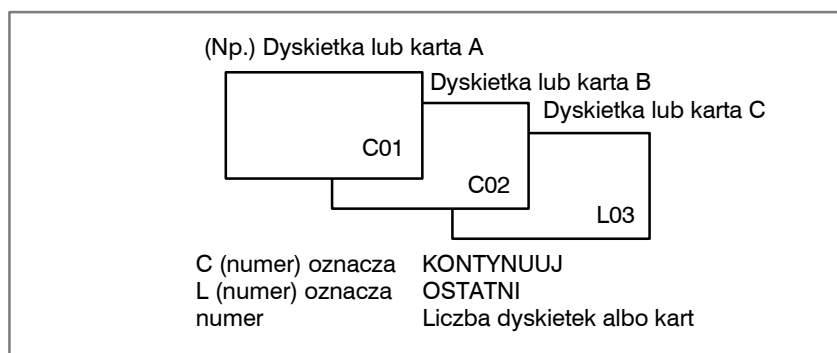 (Np.) Dyskietka lub karta A
Dyskietka lub karta B
Dyskietka lub karta C
C01
C02
L03
C (numer) oznacza KONTYNUUJ
L (numer) oznacza OSTATNI
numer Liczba dyskietek albo kart